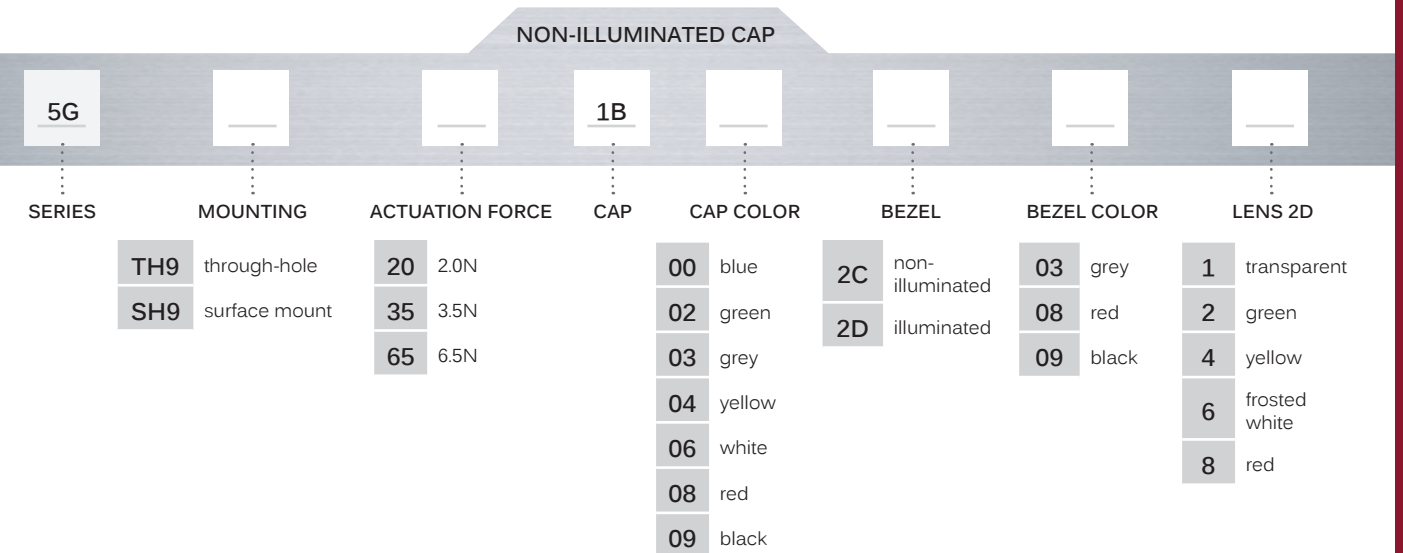 NON-ILLUMINATED CAP
5G
1B
SERIES
MOUNTING
ACTUATION FORCE
CAP
CAP COLOR
BEZEL
BEZEL COLOR
LENS 2D
TH9 through-hole
SH9 surface mount
20 2.0N
35 3.5N
65 6.5N
00 blue
02 green
03 grey
04 yellow
06 white
08 red
09 black
2C non-
illuminated
2D illuminated
03 grey
08 red
09 black
1 transparent
2 green
4 yellow
6 frosted
white
8 red